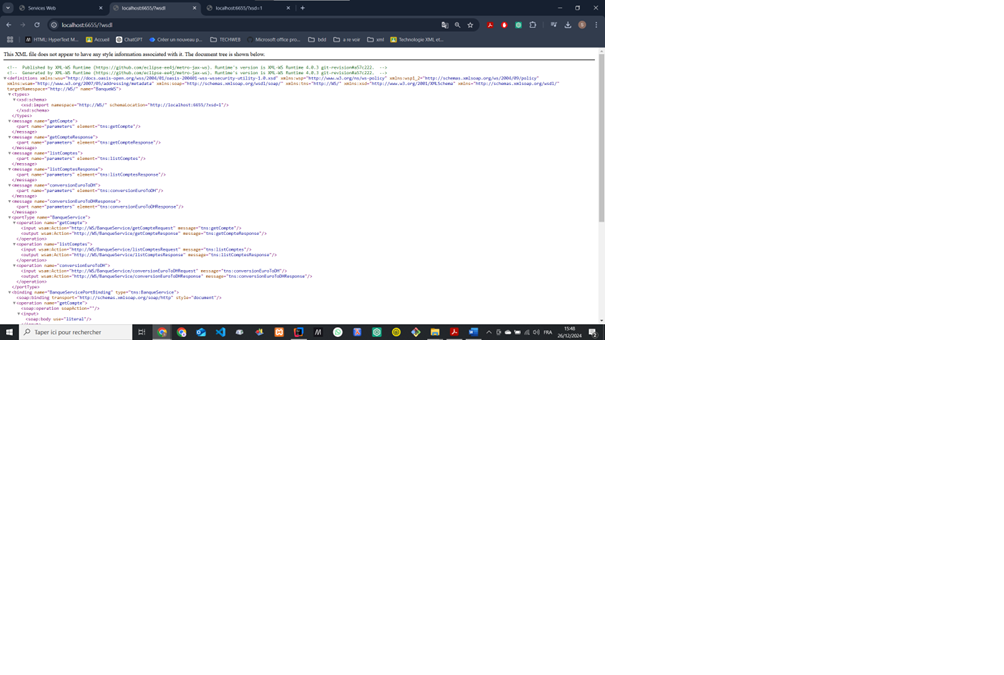 Services Web
localhost:6655/?wsdl
localhost:6655/?xsd=1
localhost:6655/?wsdl
HTML: HyperText M...
Accueil
ChatGPT
Créer un nouveau p...
TECHWEB
Microsoft office pro...
bdd
a re voir
ont
Technologie XML et...
This XML file does not appear to have any style information associated with it. The document tree is shown below.
<!-- Published by XML-WS Runtime (https://github.com/eclipse-ee4j/metro-jax-ws). Runtime's version is XML-WS Runtime 4.0.3 git-revision#a57c222. -->
<!-- Generated by XML-WS Runtime (https://github.com/eclipse-ee4j/metro-jax-ws). Runtime's version is XML-WS Runtime 4.0.3 git-revision#a57c222. -->
<definitions xmlns:wsu="http://docs.oasis-open.org/wss/2004/01/oasis-200401-wss-wssecurity-utility-1.0.xsd" xmlns:wsp="http://www.w3.org/ns/ws-policy" xmlns:wsp1_2="http://schemas.xmlsoap.org/ws/2004/09/policy"
xmlns:wsam="http://www.w3.org/2007/05/addressing/metadata" xmlns:soap="http://schemas.xmlsoap.org/wsdl/soap/" xmlns:tns="http://WS/" xmlns:xsd="http://www.w3.org/2001/XMLSchema" xmlns="http://schemas.xmlsoap.org/wsdl/"
targetNamespace="http://WS/" name="BanqueWS">
<types>
<xsd:schema>
<xsd:import namespace="http://WS/" schemaLocation="http://localhost:6655/?xsd=1"/>
</xsd:schema>
</types>
<message name="getCompte">
<part name="parameters" element="tns:getCompte"/>
</message>
<message name="getCompteResponse">
<part name="parameters" element="tns:getCompteResponse"/>
</message>
<message name="listComptes">
<part name="parameters" element="tns:listComptes"/>
</message>
<message name="listComptesResponse">
<part name="parameters" element="tns:listComptesResponse"/>
</message>
<message name="conversionEuroToDH">
<part name="parameters" element="tns:conversionEuroToDH"/>
</message>
<message name="conversionEuroToDHResponse">
<part name="parameters" element="tns:conversionEuroToDHResponse"/>
</message>
<portType name="BanqueService">
<operation name="getCompte">
<input wsam:Action="http://WS/BanqueService/getCompteRequest" message="tns:getCompte"/>
<output wsam:Action="http://WS/BanqueService/getCompteResponse" message="tns:getCompteResponse"/>
</operation>
<operation name="listComptes">
<input wsam:Action="http://WS/BanqueService/listComptesRequest" message="tns:listComptes"/>
<output wsam:Action="http://WS/BanqueService/listComptesResponse" message="tns:listComptesResponse"/>
</operation>
<operation name="conversionEuroToDH">
<input wsam:Action="http://WS/BanqueService/conversionEuroToDHRequest" message="tns:conversionEuroToDH"/>
<output wsam:Action="http://WS/BanqueService/conversionEuroToDHResponse" message="tns:conversionEuroToDHResponse"/>
</operation>
</portType>
<binding name="BanqueServicePortBinding" type="tns:BanqueService">
<soap:binding transport="http://schemas.xmlsoap.org/soap/http" style="document"/>
<operation name="getCompte">
<soap:operation soapAction=""/>
<input>
<soap:body use="literal"/>
Taper ici pour rechercher
FRA
15:46
26/12/2024